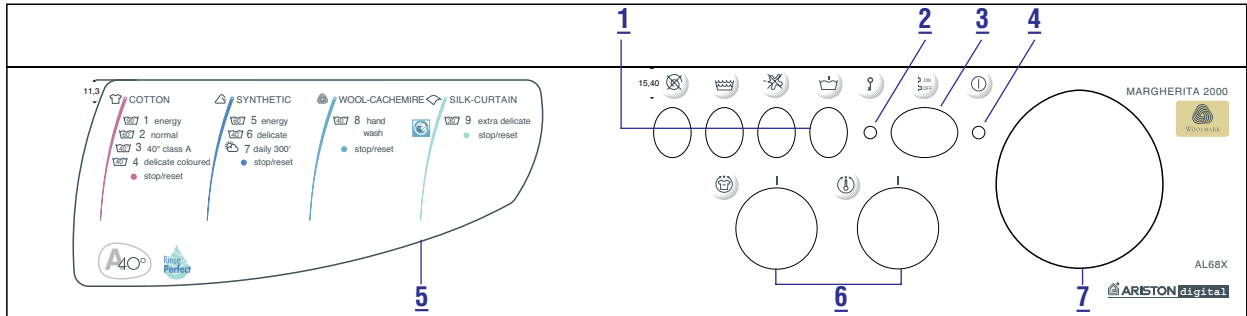 1
2
3
4
11,3
COTTON
SYNTHETIC
WOOL-CACHEMIRE
SILK-CURTAIN
1 energy
2 normal
3 40° class A
4 delicate coloured
stop/reset
5 energy
6 delicate
7 daily 300'
stop/reset
8 hand
wash
stop/reset
9 extra delicate
stop/reset
A40°
Rinse
Perfect
15,40
ON
OFF
MARGHERITA 2000
WOOLMARK
AL68X
ARISTON digital
5
6
7